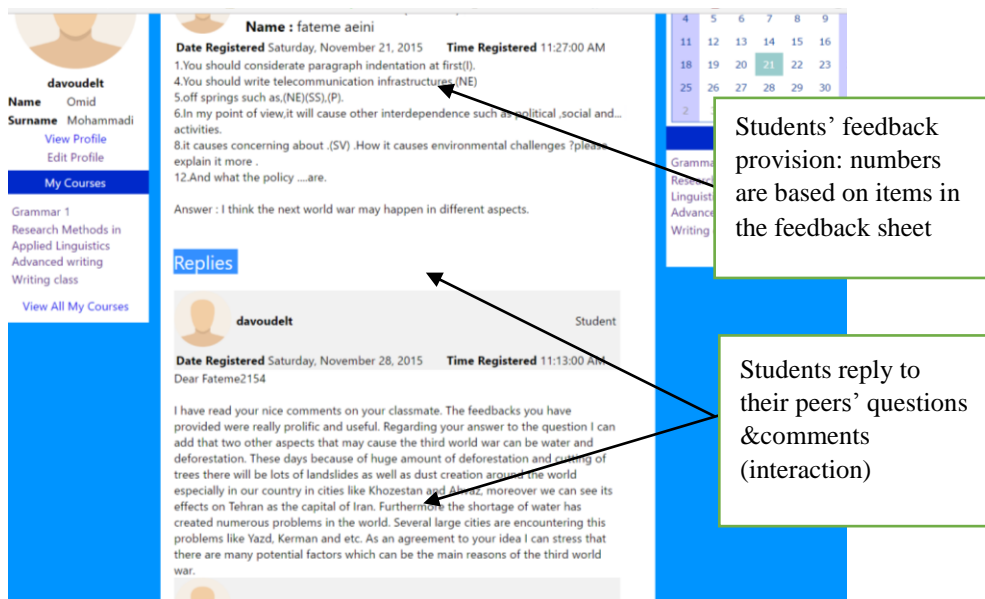 davoudelt
Name Omid
Surname Mohammadi
View Profile
Edit Profile
My Courses
Grammar 1
Research Methods in
Applied Linguistics
Advanced writing
Writing class
View All My Courses
Name : fateme aeini
Date Registered Saturday, November 21, 2015 Time Registered 11:27:00 AM
1.You should considerate paragraph indentation at first(I).
4.You should write telecommunication infrastructures,(NE)
5.off springs such as,(NE)(SS),(P).
6.In my point of view,it will cause other interdependence such as political ,social and...
activities.
8.it causes concerning about .(SV) .How it causes environmental challenges ?please
explain it more .
12.And what the policy ....are.
Answer : I think the next world war may happen in different aspects.
Replies
davoudelt Student
Date Registered Saturday, November 28, 2015 Time Registered 11:13:00 AM
Dear Fateme2154
I have read your nice comments on your classmate. The feedbacks you have
provided were really prolific and useful. Regarding your answer to the question I can
add that two other aspects that may cause the third world war can be water and
deforestation. These days because of huge amount of deforestation and cutting of
trees there will be lots of landslides as well as dust creation around the world
especially in our country in cities like Khozestan and Ahvaz, moreover we can see its
effects on Tehran as the capital of Iran. Furthermore the shortage of water has
created numerous problems in the world. Several large cities are encountering this
problems like Yazd, Kerman and etc. As an agreement to your idea I can stress that
there are many potential factors which can be the main reasons of the third world
war.
4 5 6 7 8 9
11 12 13 14 15 16
18 19 20 21 22 23
25 26 27 28 29 30
2
Writing
Students’ feedback
provision: numbers
are based on items in
the feedback sheet
Students reply to
their peers’ questions
&comments
(interaction)